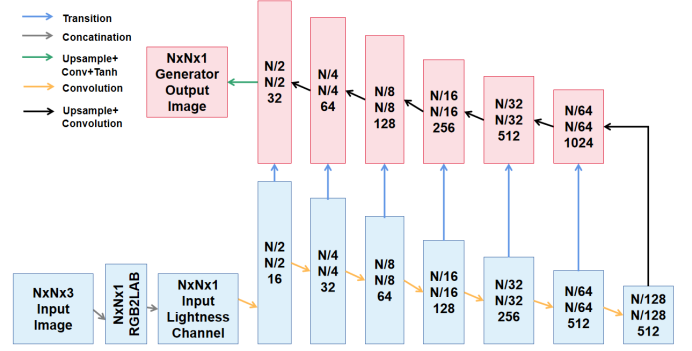 Transition
Concatination
Upsample+
Conv+Tanh
Convolution
Upsample+
Convolution
NxNx1
Generator
Output
Image
N/2
N/2
32
N/4
N/4
64
N/8
N/8
128
N/16
N/16
256
N/32
N/32
512
N/64
N/64
1024
NxNx3
Input
Image
NxNx1
RGB2LAB
NxNx1
Input
Lightness
Channel
N/2
N/2
16
N/4
N/4
32
N/8
N/8
64
N/16
N/16
128
N/32
N/32
256
N/64
N/64
512
N/128
N/128
512